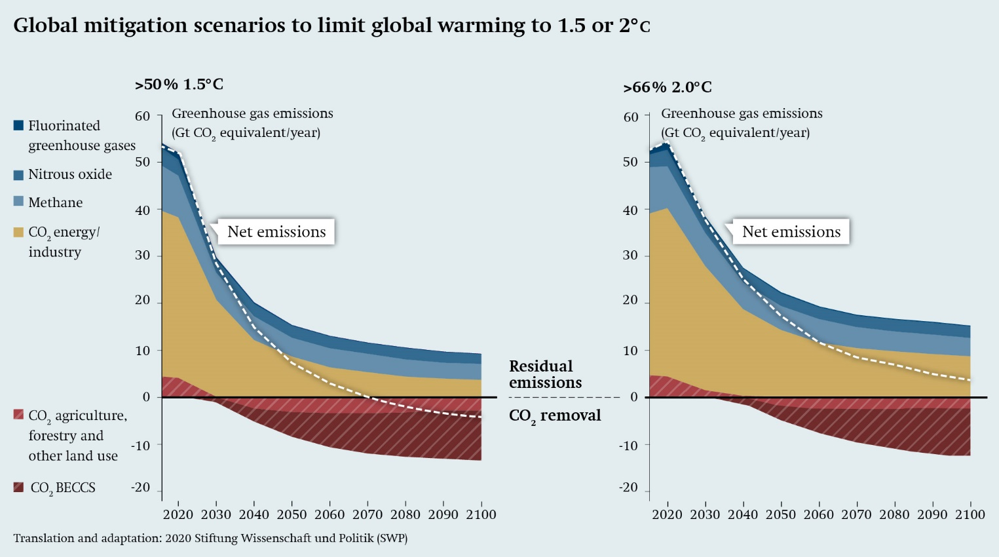 Global mitigation scenarios to limit global warming to 1.5 or 2°C
>50% 1.5°C
Greenhouse gas emissions
(Gt CO₂ equivalent/year)
Fluorinated
greenhouse gases
Nitrous oxide
Methane
CO₂ energy/
industry
CO₂ agriculture,
forestry and
other land use
CO₂ BECCS
60
50
40
30
20
10
0
-10
-20
Net emissions
2020 2030 2040 2050 2060 2070 2080 2090 2100
Residual
emissions
CO₂ removal
>66% 2.0°C
Greenhouse gas emissions
(Gt CO₂ equivalent/year)
60
50
40
30
20
10
0
-10
-20
Net emissions
2020 2030 2040 2050 2060 2070 2080 2090 2100
Translation and adaptation: 2020 Stiftung Wissenschaft und Politik (SWP)